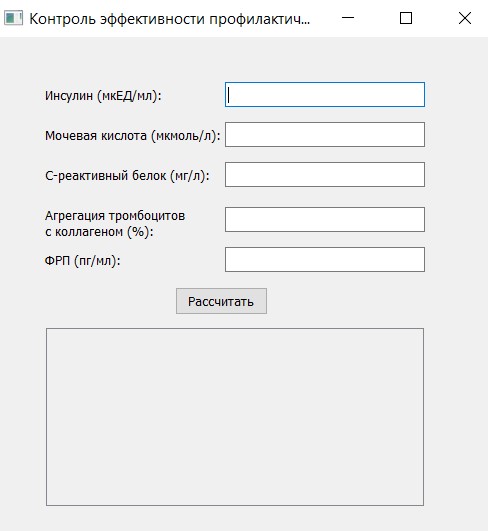 Контроль эффективности профилактич...
Инсулин (мкЕД/мл):
Мочевая кислота (мкмоль/л):
С-реактивный белок (мг/л):
Агрегация тромбоцитов
с коллагеном (%):
ФРП (пг/мл):
Рассчитать